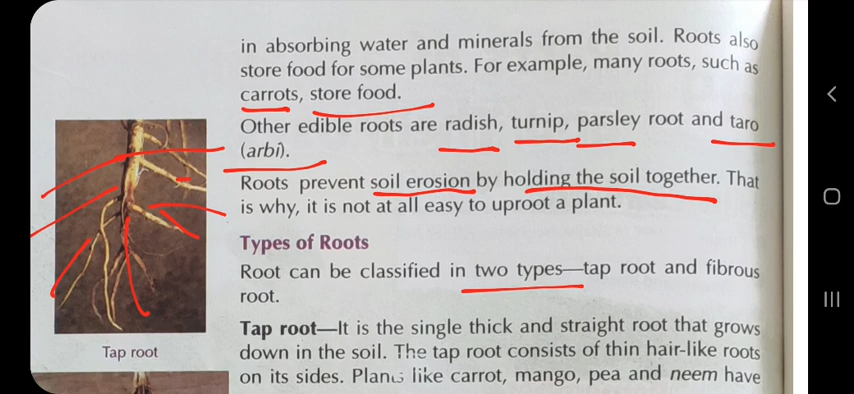 in absorbing water and minerals from the soil. Roots also
store food for some plants. For example, many roots, such as
carrots, store food.
Other edible roots are radish, turnip, parsley root and taro
(arbi).
Roots prevent soil erosion by holding the soil together. That
is why, it is not at all easy to uproot a plant.
Types of Roots
Root can be classified in two types—tap root and fibrous
root.
Tap root—It is the single thick and straight root that grows
down in the soil. The tap root consists of thin hair-like roots
on its sides. Plants like carrot, mango, pea and neem have
Tap root